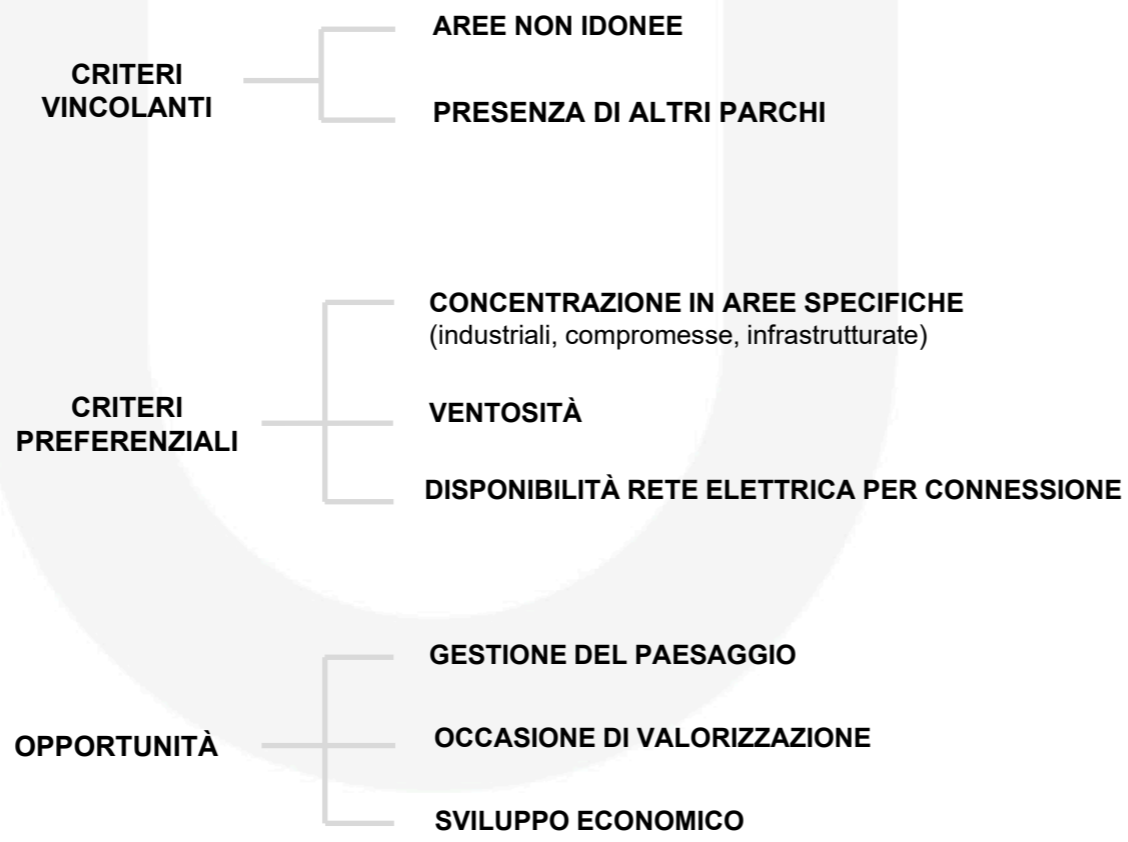 CRITERI
VINCOLANTI
AREE NON IDONEE
PRESENZA DI ALTRI PARCHI
CRITERI
PREFERENZIALI
CONCENTRAZIONE IN AREE SPECIFICHE
(industriali, compromesse, infrastrutturate)
VENTOSITÀ
DISPONIBILITÀ RETE ELETTRICA PER CONNESSIONE
OPPORTUNITÀ
GESTIONE DEL PAESAGGIO
OCCASIONE DI VALORIZZAZIONE
SVILUPPO ECONOMICO